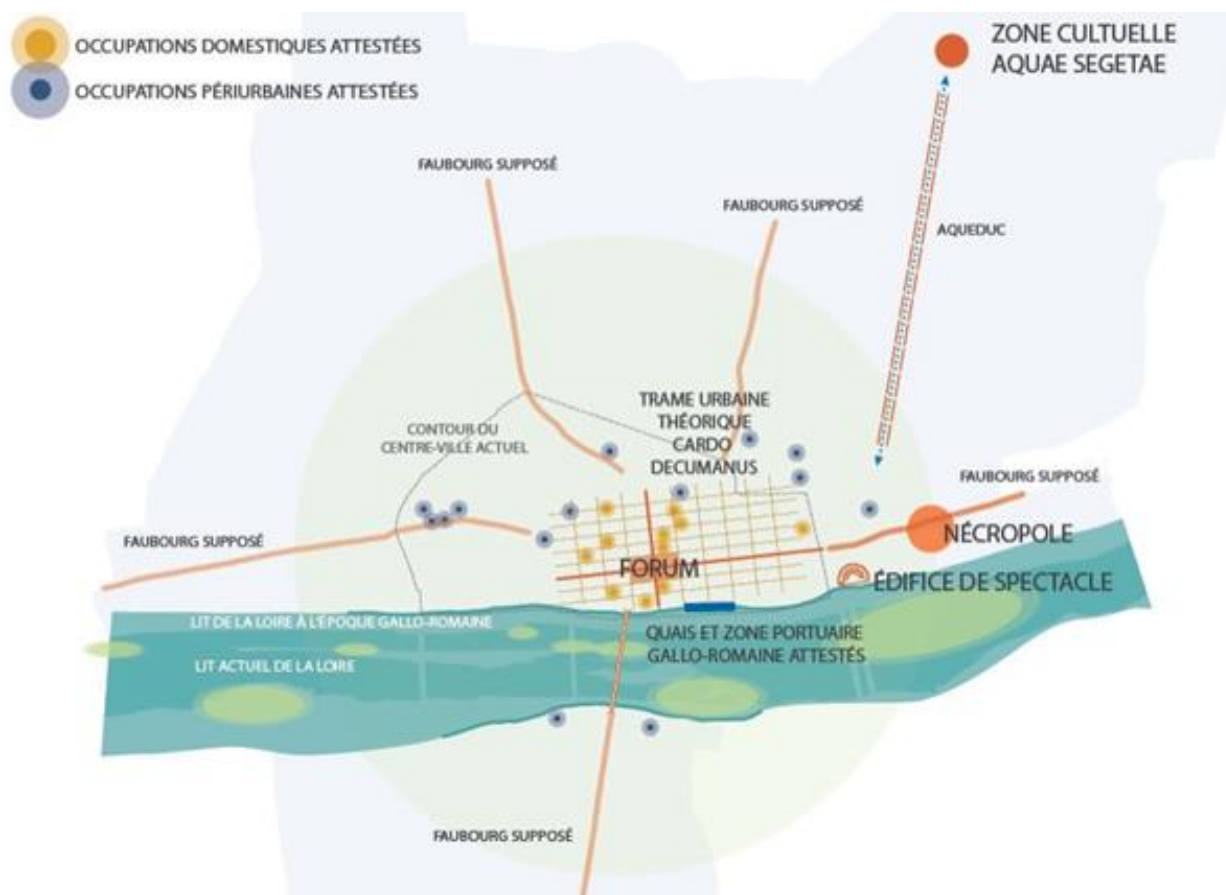 OCCUPATIONS DOMESTIQUES ATTESTÉES
OCCUPATIONS PÉRIURBAINES ATTESTÉES
ZONE CULTUELLE
AQUAE SEGETAE
FAUBOURG SUPPOSÉ
FAUBOURG SUPPOSÉ
AQUEDUC
TRAME URBAINE
THÉORIQUE
CARDO
DECUMANUS
CONTOUR DU
CENTRE-VILLE ACTUEL
FAUBOURG SUPPOSÉ
NÉCROPOLE
FAUBOURG SUPPOSÉ
FORUM
ÉDIFICE DE SPECTACLE
LIT DE LA LOIRE À L'ÉPOQUE GALLO-ROMAINE
QUAIS ET ZONE PORTUAIRE
GALLO-ROMAINE ATTESTÉS
LIT ACTUEL DE LA LOIRE
FAUBOURG SUPPOSÉ